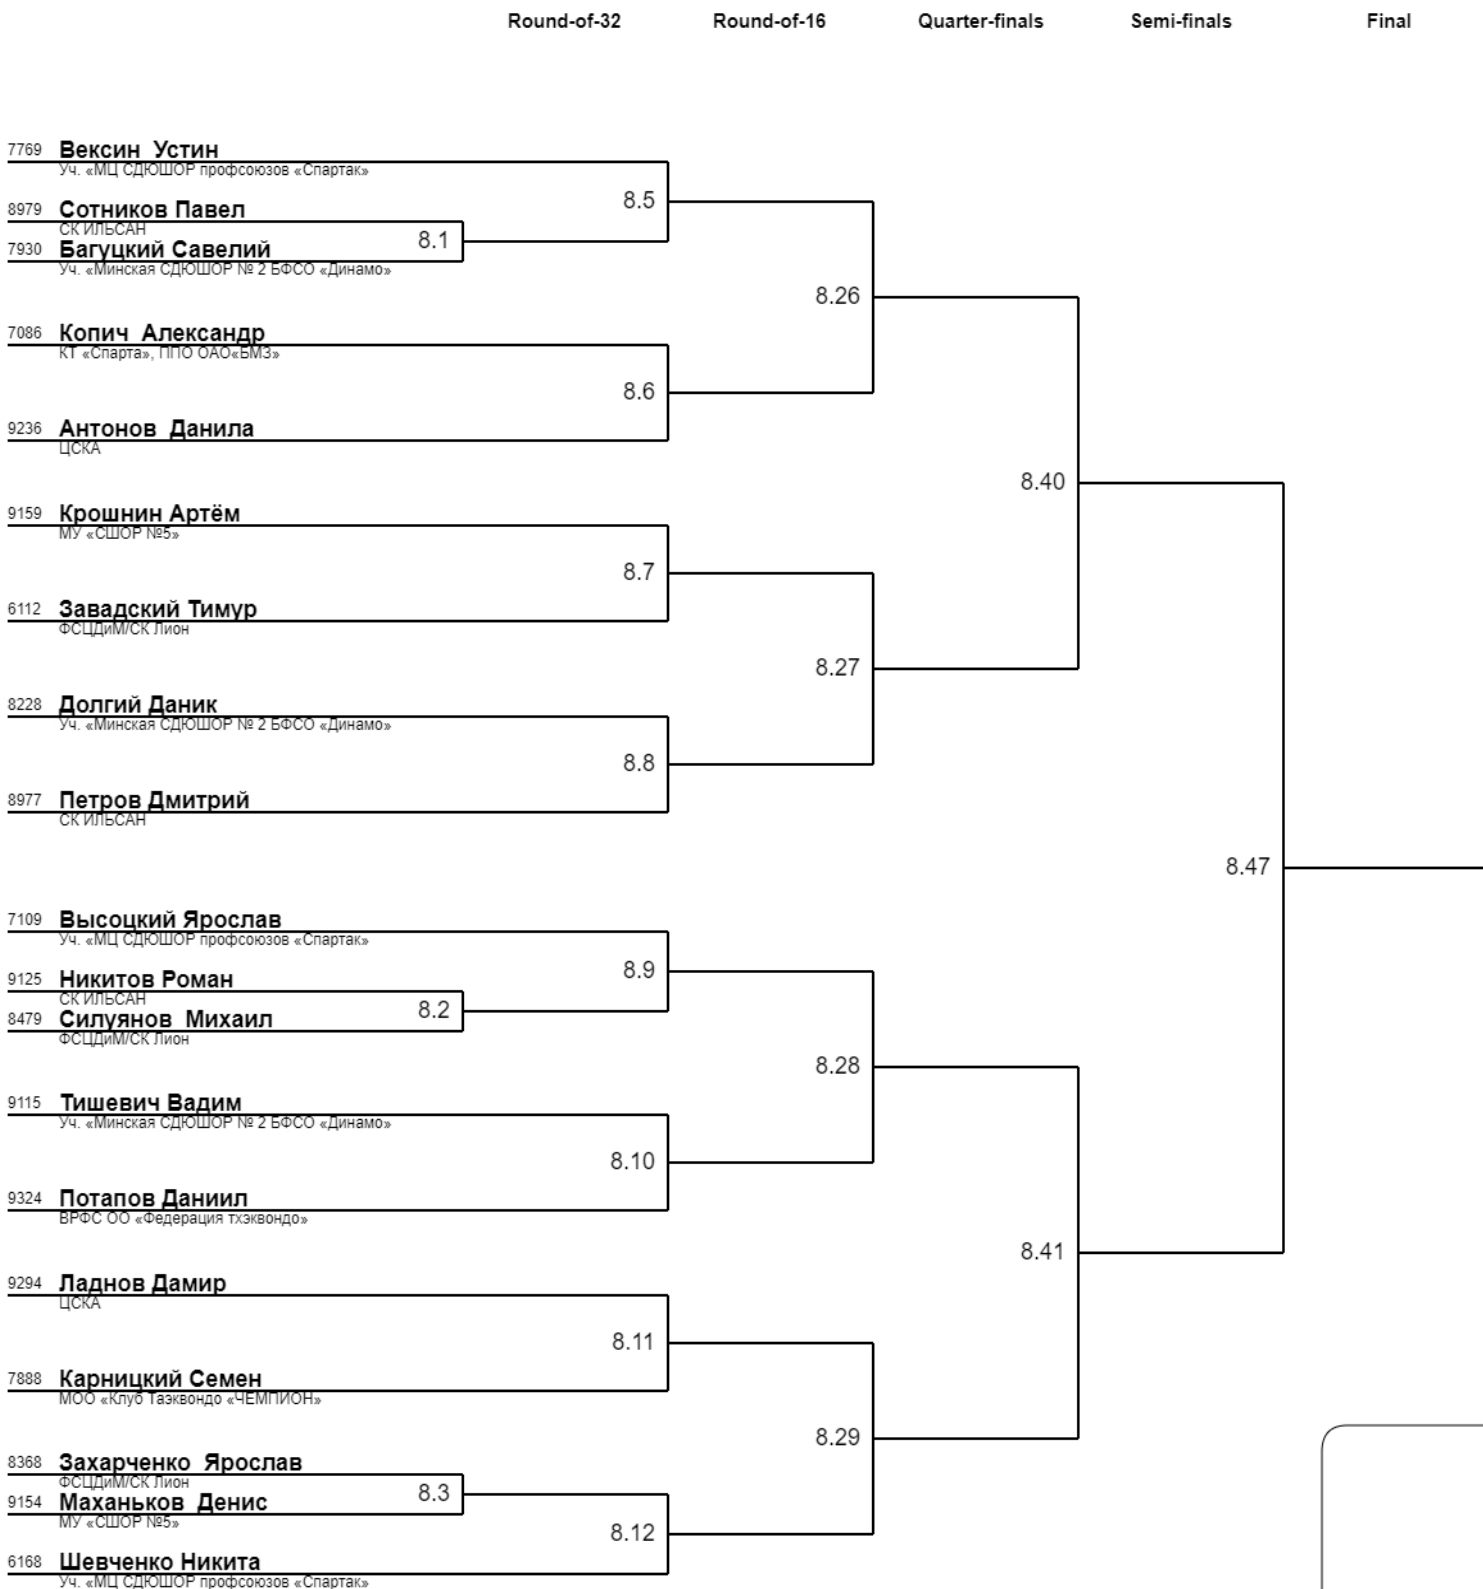 Round-of-32 Round-of-16 Quarter-finals Semi-finals Final
7769 Вексин Устин
Уч. «МЦ СДЮШОР профсоюзов «Спартак»
8.5
8979 Сотников Павел
СК ИЛЬСАН
8.1
7930 Багуцкий Савелий
Уч. «Минская СДЮШОР № 2 БФСО «Динамо»
8.26
7086 Копич Александр
КТ «Спарта», ППО ОАО«БМЗ»
8.6
9236 Антонов Данила
ЦСКА
8.40
9159 Крошнин Артём
МУ «СШОР №5»
8.7
6112 Завадский Тимур
ФСЦДиМ/СК Лион
8.27
8228 Долгий Даник
Уч. «Минская СДЮШОР № 2 БФСО «Динамо»
8.8
8977 Петров Дмитрий
СК ИЛЬСАН
8.47
7109 Высоцкий Ярослав
Уч. «МЦ СДЮШОР профсоюзов «Спартак»
8.9
9125 Никитов Роман
СК ИЛЬСАН
8.2
8479 Силуянов Михаил
ФСЦДиМ/СК Лион
8.28
9115 Тишевич Вадим
Уч. «Минская СДЮШОР № 2 БФСО «Динамо»
8.10
9324 Потапов Даниил
ВРФС ОО «Федерация тхэквондо»
8.41
9294 Ладнов Дамир
ЦСКА
8.11
7888 Карницкий Семен
МОО «Клуб Таэквондо «ЧЕМПИОН»
8.29
8368 Захарченко Ярослав
ФСЦДиМ/СК Лион
8.3
9154 Маханьков Денис
МУ «СШОР №5»
8.12
6168 Шевченко Никита
Уч. «МЦ СДЮШОР профсоюзов «Спартак»